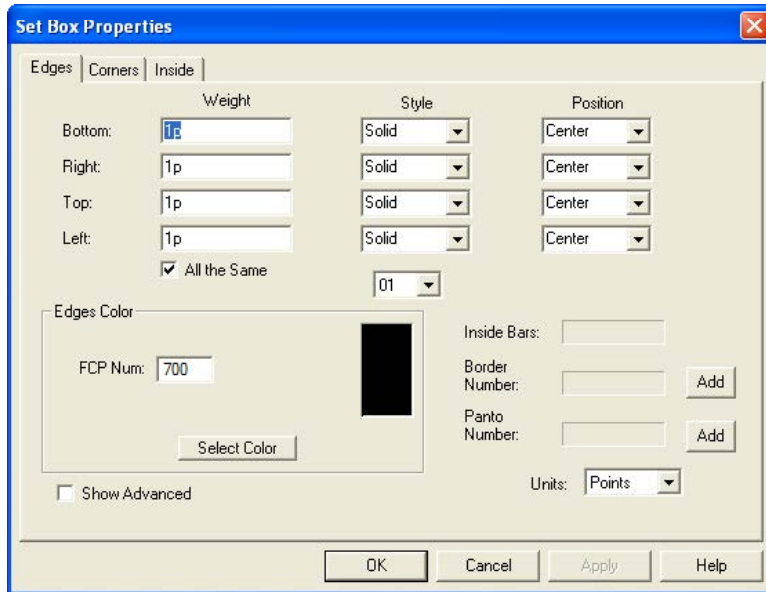 Set Box Properties
Edges Corners Inside
Weight Style Position
Bottom: 1p Solid Center
Right: 1p Solid Center
Top: 1p Solid Center
Left: 1p Solid Center
All the Same 01
Edges Color
Inside Bars:
FCP Num: 700
Border
Number: Add
Panto
Number: Add
Select Color
Units: Points
Show Advanced
OK Cancel Apply Help